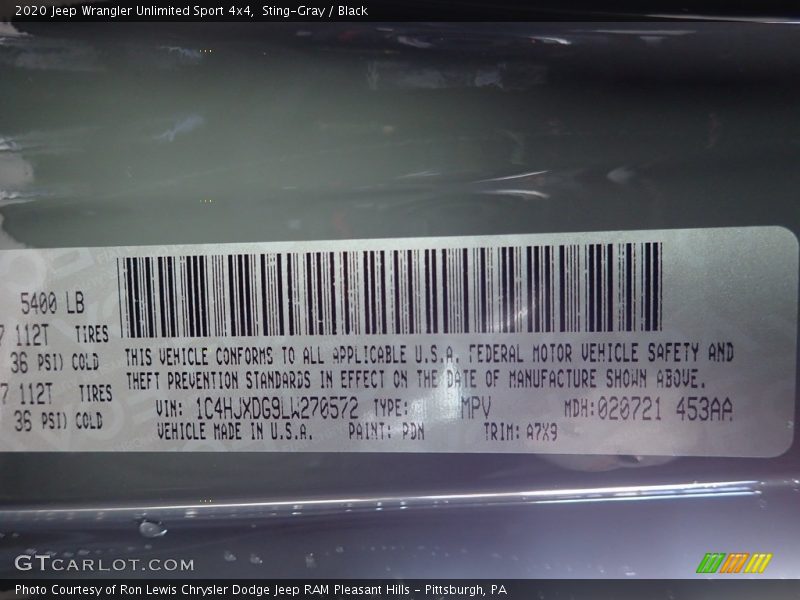 2020 Jeep Wrangler Unlimited Sport 4x4, Sting-Gray / Black
5400 LB
7 112T TIRES
36 PSI) COLD
7 112T TIRES
36 PSI) COLD
THIS VEHICLE CONFORMS TO ALL APPLICABLE U.S.A. FEDERAL MOTOR VEHICLE SAFETY AND
THEFT PREVENTION STANDARDS IN EFFECT ON THE DATE OF MANUFACTURE SHOWN ABOVE.
VIN: 1C4HJXDG9LW270572 TYPE: MPV MDH:020721 453AA
VEHICLE MADE IN U.S.A. PAINT: PDN TRIM: A7X9
GTCARLOT.COM
Photo Courtesy of Ron Lewis Chrysler Dodge Jeep RAM Pleasant Hills - Pittsburgh, PA